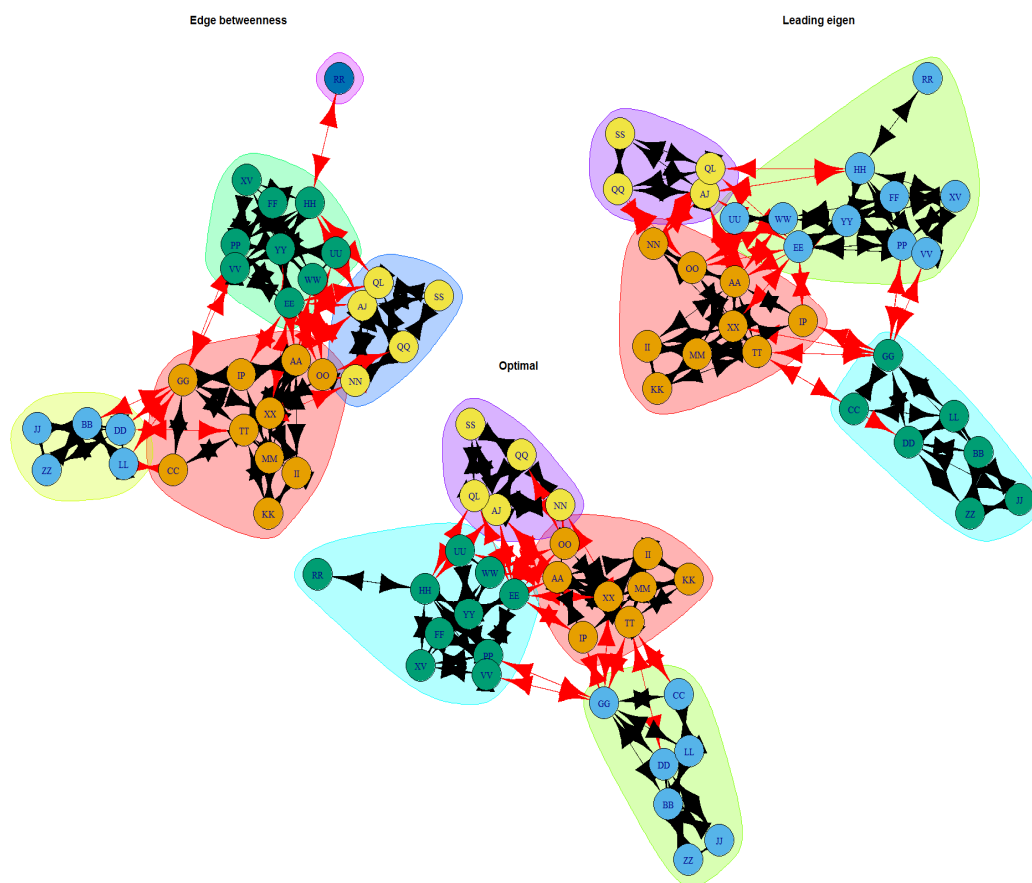 Edge betweenness
RR
XV
FF
HH
PP
YY
UU
VV
WW
QL
EE
AJ
SS
QQ
AA
OO
NN
GG
IP
XX
TT
MM
II
KK
CC
JJ
BB
DD
ZZ
LL
Leading eigen
RR
SS
QL
HH
QQ
AJ
FF
XV
UU
WW
YY
NN
EE
PP
VV
OO
AA
IP
XX
II
MM
TT
KK
GG
CC
LL
DD
BB
JJ
ZZ
Optimal
SS
QQ
QL
AJ
NN
UU
OO
II
RR
WW
HH
EE
AA
MM
KK
XX
YY
FF
TT
IP
XV
PP
VV
GG
CC
LL
DD
BB
JJ
ZZ